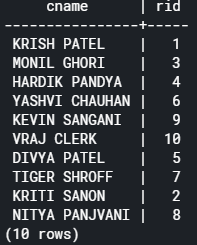 cname | rid
----------------+-----
KRISH PATEL | 1
MONIL GHORI | 3
HARDIK PANDYA | 4
YASHVI CHAUHAN | 6
KEVIN SANGANI | 9
VRAJ CLERK | 10
DIVYA PATEL | 5
TIGER SHROFF | 7
KRITI SANON | 2
NITYA PANJVANI | 8
(10 rows)